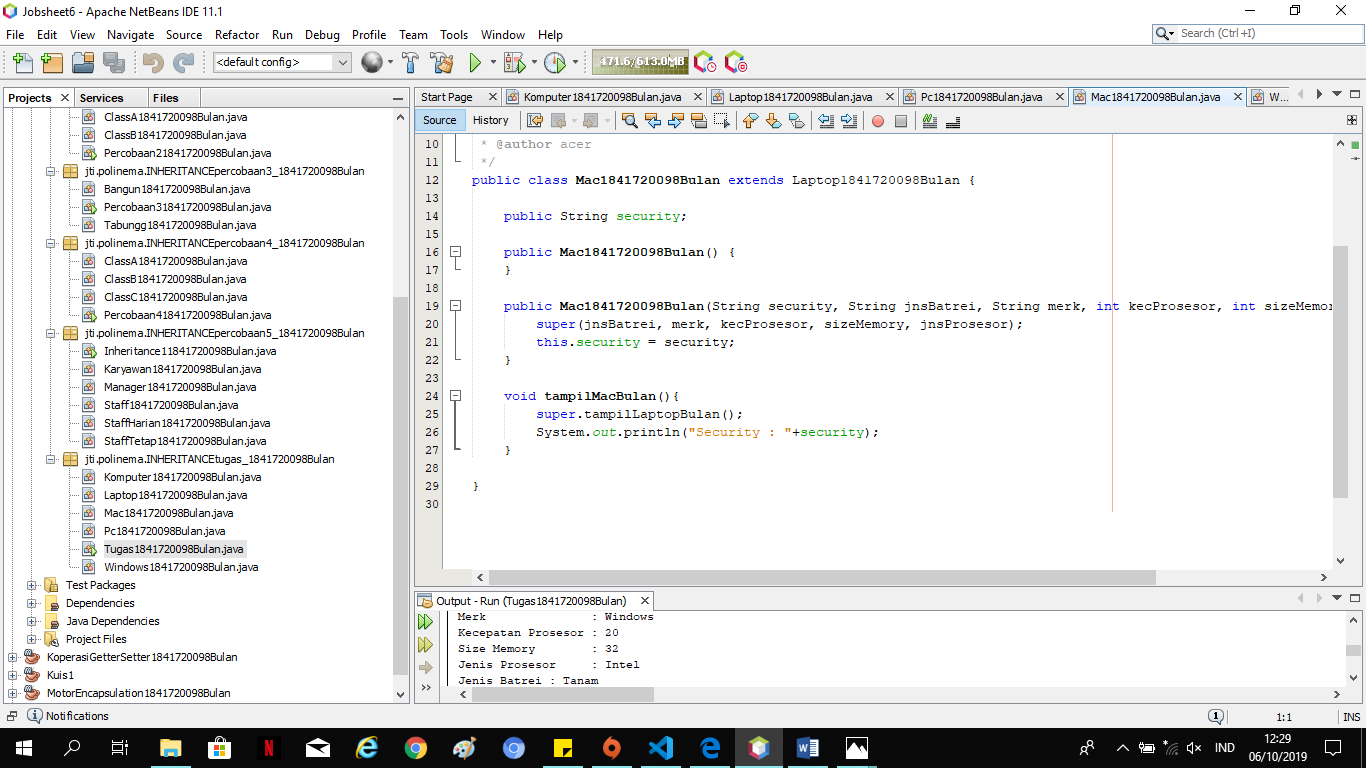 Jobsheet6 - Apache NetBeans IDE 11.1
File Edit View Navigate Source Refactor Run Debug Profile Team Tools Window Help
Search (Ctrl+I)
<default config>
471.6/613.0MB
Projects
Services
Files
ClassA1841720098Bulan.java
ClassB1841720098Bulan.java
Percobaan21841720098Bulan.java
jti.polinema.INHERITANCEpercobaan3_1841720098Bulan
Bangun1841720098Bulan.java
Percobaan31841720098Bulan.java
Tabungg1841720098Bulan.java
jti.polinema.INHERITANCEpercobaan4_1841720098Bulan
ClassA1841720098Bulan.java
ClassB1841720098Bulan.java
ClassC1841720098Bulan.java
Percobaan41841720098Bulan.java
jti.polinema.INHERITANCEpercobaan5_1841720098Bulan
Inheritance11841720098Bulan.java
Karyawan1841720098Bulan.java
Manager1841720098Bulan.java
Staff1841720098Bulan.java
StaffHarian1841720098Bulan.java
StaffTetap1841720098Bulan.java
jti.polinema.INHERITANCEtugas_1841720098Bulan
Komputer1841720098Bulan.java
Laptop1841720098Bulan.java
Mac1841720098Bulan.java
Pc1841720098Bulan.java
Tugas1841720098Bulan.java
Windows1841720098Bulan.java
Test Packages
Dependencies
Java Dependencies
Project Files
KoperasiGetterSetter1841720098Bulan
Kuis1
MotorEncapsulation1841720098Bulan
Start Page
Komputer1841720098Bulan.java
Laptop1841720098Bulan.java
Pc1841720098Bulan.java
Mac1841720098Bulan.java
W...
Source
History
10 * @author acer
11 */
12 public class Mac1841720098Bulan extends Laptop1841720098Bulan {
13
14 public String security;
15
16 public Mac1841720098Bulan() {
17 }
18
19 public Mac1841720098Bulan(String security, String jnsBatrei, String merk, int kecProsesor, int sizeMemor
20 super(jnsBatrei, merk, kecProsesor, sizeMemory, jnsProsesor);
21 this.security = security;
22 }
23
24 void tampilMacBulan(){
25 super.tampilLaptopBulan();
26 System.out.println("Security : "+security);
27 }
28
29 }
30
Output - Run (Tugas1841720098Bulan)
Merk : Windows
Kecepatan Prosesor : 20
Size Memory : 32
Jenis Prosesor : Intel
Jenis Batrei : Tanam
Notifications
1:1
INS
IND
12:29
06/10/2019